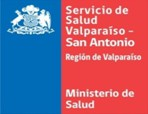 Servicio de
Salud
Valparaíso –
San Antonio
Región de Valparaíso
Ministerio de
Salud